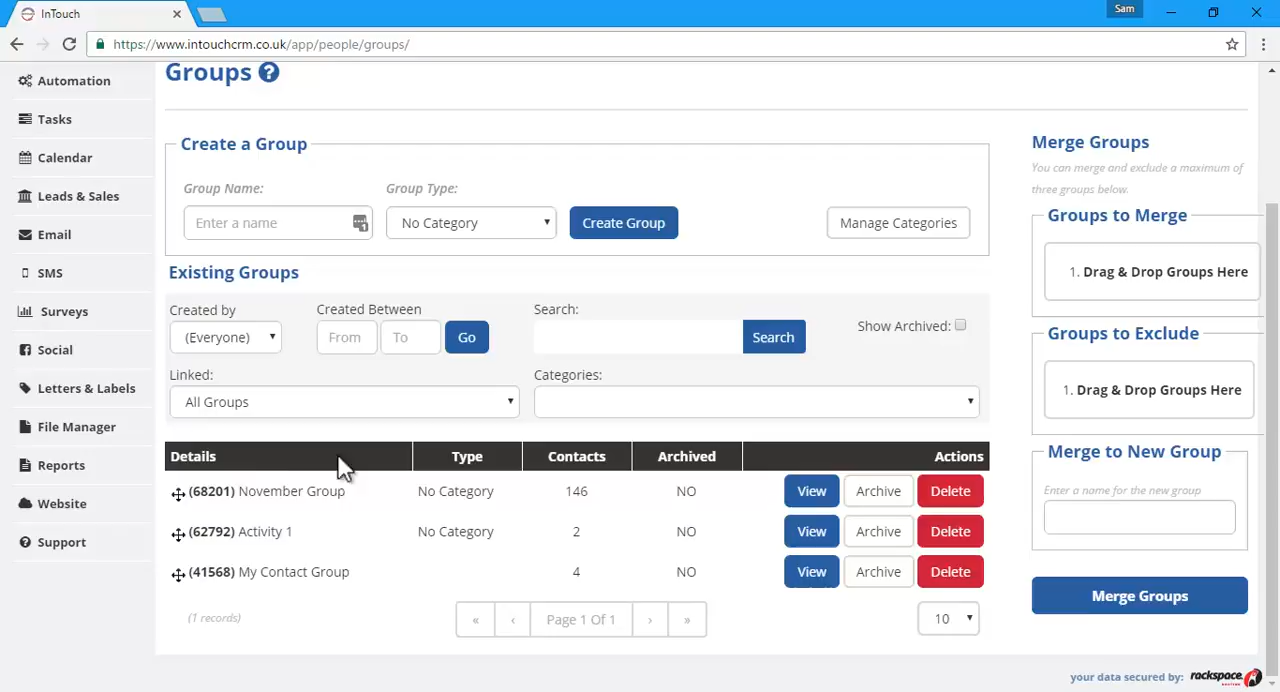 InTouch
Sam
https://www.intouchcrm.co.uk/app/people/groups/
Automation
Tasks
Calendar
Leads & Sales
Email
SMS
Surveys
Social
Letters & Labels
File Manager
Reports
Website
Support
Groups ?
Create a Group
Group Name:
Group Type:
Enter a name
No Category
Create Group
Manage Categories
Existing Groups
Created by
Created Between
Search:
(Everyone)
From
To
Go
Search
Show Archived:
Linked:
Categories:
All Groups
Details Type Contacts Archived Actions
(68201) November Group No Category 146 NO View Archive Delete
(62792) Activity 1 No Category 2 NO View Archive Delete
(41568) My Contact Group 4 NO View Archive Delete
(1 records)
« ‹ Page 1 Of 1 › »
10
Merge Groups
You can merge and exclude a maximum of
three groups below.
Groups to Merge
1. Drag & Drop Groups Here
Groups to Exclude
1. Drag & Drop Groups Here
Merge to New Group
Enter a name for the new group
Merge Groups
your data secured by: rackspace